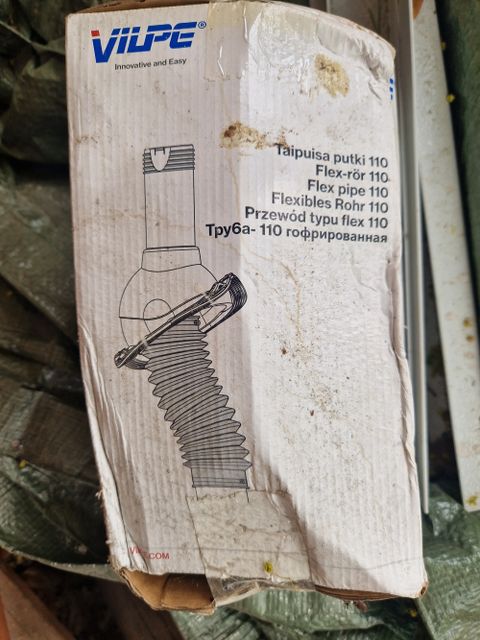 VILPE®
Innovative and Easy
Taipuisa putki 110
Flex-rör 110
Flex pipe 110
Flexibles Rohr 110
Przewód typu flex 110
Труба- 110 гофрированная